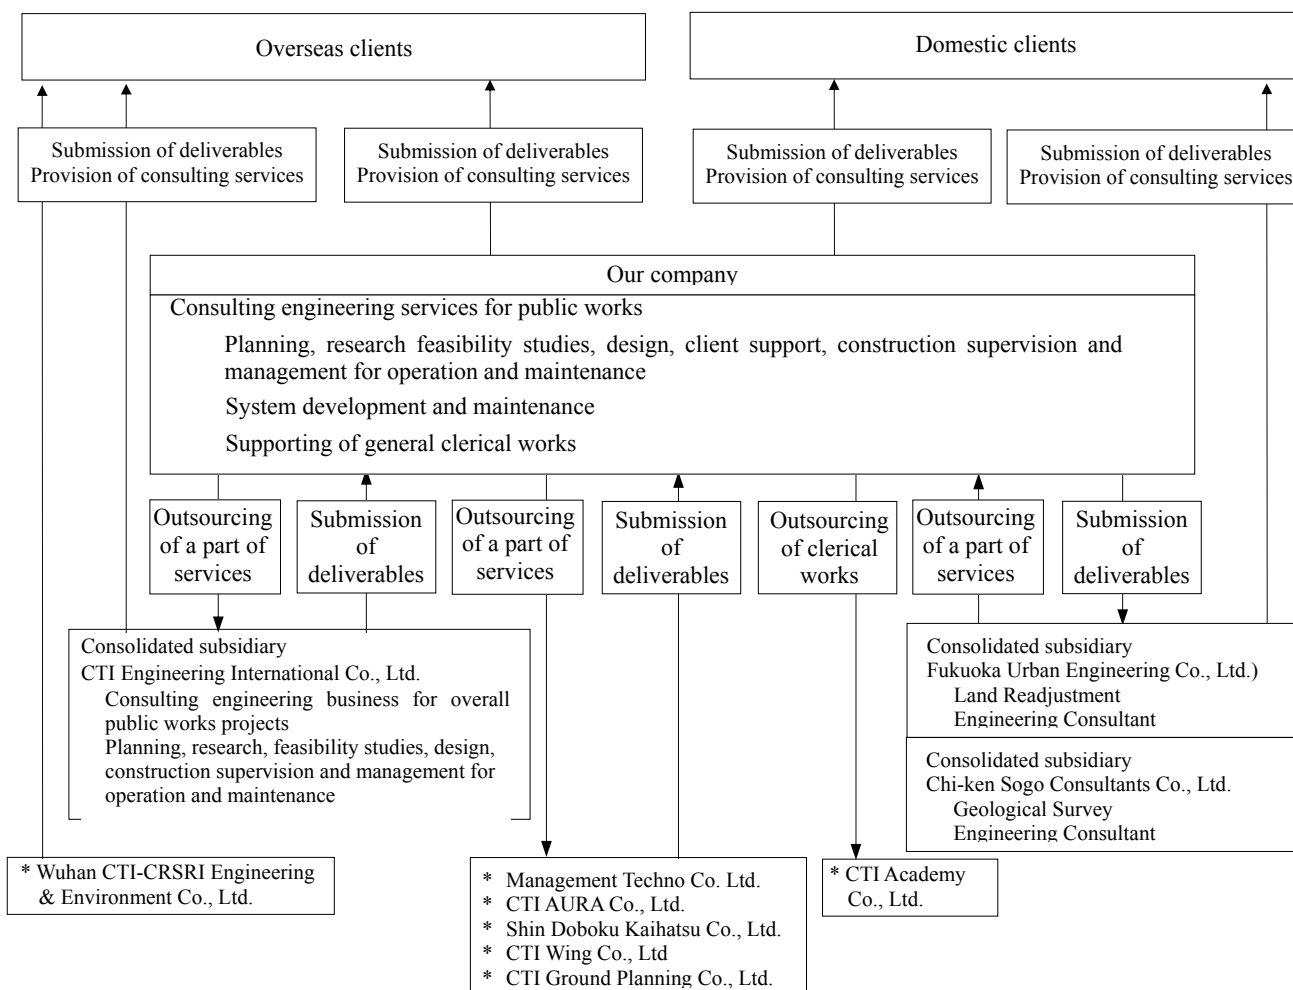 Overseas clients
Domestic clients
Submission of deliverables
Provision of consulting services
Submission of deliverables
Provision of consulting services
Submission of deliverables
Provision of consulting services
Submission of deliverables
Provision of consulting services
Our company
Consulting engineering services for public works
Planning, research feasibility studies, design, client support, construction supervision and
management for operation and maintenance
System development and maintenance
Supporting of general clerical works
Outsourcing
of a part of
services
Submission
of
deliverables
Outsourcing
of a part of
services
Submission
of
deliverables
Outsourcing
of clerical
works
Outsourcing
of a part of
services
Submission
of
deliverables
Consolidated subsidiary
CTI Engineering International Co., Ltd.
Consulting engineering business for overall
public works projects
Planning, research, feasibility studies, design,
construction supervision and management for
operation and maintenance
Consolidated subsidiary
Fukuoka Urban Engineering Co., Ltd.)
Land Readjustment
Engineering Consultant
Consolidated subsidiary
Chi-ken Sogo Consultants Co., Ltd.
Geological Survey
Engineering Consultant
* Wuhan CTI-CRSRI Engineering
& Environment Co., Ltd.
* Management Techno Co. Ltd.
* CTI AURA Co., Ltd.
* Shin Doboku Kaihatsu Co., Ltd.
* CTI Wing Co., Ltd
* CTI Ground Planning Co., Ltd.
* CTI Academy
Co., Ltd.